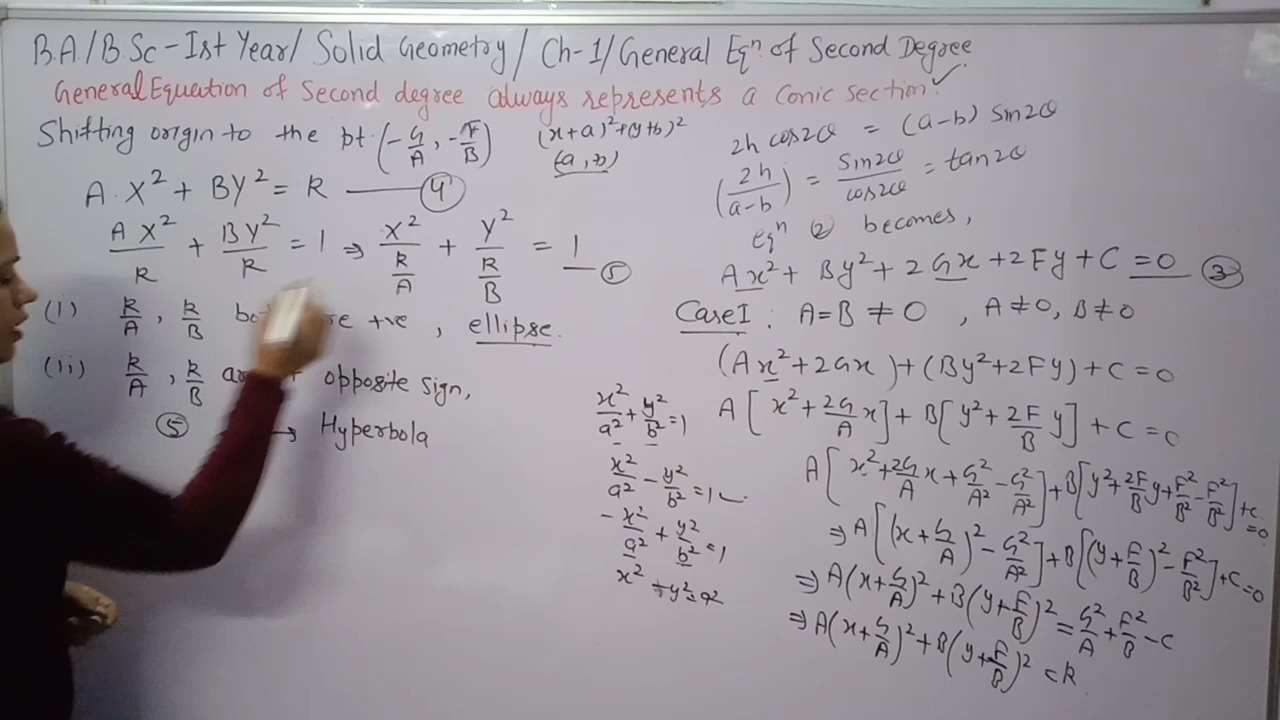 B.A/B.Sc-Ist Year/ Solid Geometry/ Ch-1/General Eqⁿ. of Second Degree
General Equation of Second degree always represents a Conic section ✓
Shifting origin to the pt. (-G/A, -F/B)
(x+a)²+(y+b)²
(a, b)
A.X² + BY² = K —— (4)
AX²/K + BY²/K = 1 ⇒ X²/(K/A) + Y²/(K/B) = 1 — (5)
(i) K/A, K/B are +ve, ellipse.
(ii) K/A, K/B opposite sign,
(5) → Hyperbola
x²/a² + y²/b² = 1
x²/a² - y²/b² = 1
-x²/a² + y²/b² = 1
x² + y² = a²
2h cos2θ = (a-b) sin2θ
(2h/(a-b)) = sin2θ/cos2θ = tan2θ
eqⁿ (2) becomes,
Ax² + By² + 2Gx + 2Fy + C = 0 (3)
Case I : A=B ≠ 0 , A ≠ 0, B ≠ 0
(Ax²+2Gx)+(By²+2Fy)+C=0
A[x²+2G/A x]+B[y²+2F/B y]+C=0
A[x²+2G/A x+G²/A²-G²/A²]+B[y²+2F/B y+F²/B²-F²/B²]+C=0
⇒ A[(x+G/A)²-G²/A²]+B[(y+F/B)²-F²/B²]+C=0
⇒ A(x+G/A)²+B(y+F/B)²=G²/A+F²/B-C
⇒ A(x+G/A)²+B(y+F/B)²=K